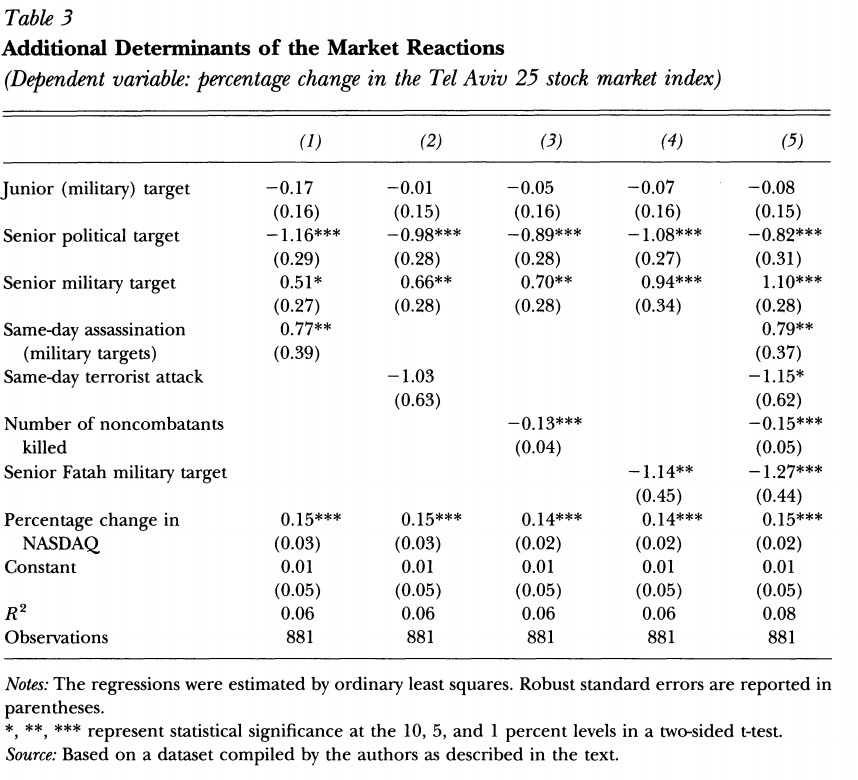 Table 3
Additional Determinants of the Market Reactions
(Dependent variable: percentage change in the Tel Aviv 25 stock market index)
(1) (2) (3) (4) (5)
Junior (military) target −0.17 −0.01 −0.05 −0.07 −0.08
(0.16) (0.15) (0.16) (0.16) (0.15)
Senior political target −1.16*** −0.98*** −0.89*** −1.08*** −0.82***
(0.29) (0.28) (0.28) (0.27) (0.31)
Senior military target 0.51* 0.66** 0.70** 0.94*** 1.10***
(0.27) (0.28) (0.28) (0.34) (0.28)
Same-day assassination 0.77** 0.79**
(military targets) (0.39) (0.37)
Same-day terrorist attack −1.03 −1.15*
(0.63) (0.62)
Number of noncombatants −0.13*** −0.15***
killed (0.04) (0.05)
Senior Fatah military target −1.14** −1.27***
(0.45) (0.44)
Percentage change in 0.15*** 0.15*** 0.14*** 0.14*** 0.15***
NASDAQ (0.03) (0.03) (0.02) (0.02) (0.02)
Constant 0.01 0.01 0.01 0.01 0.01
(0.05) (0.05) (0.05) (0.05) (0.05)
R² 0.06 0.06 0.06 0.06 0.08
Observations 881 881 881 881 881
Notes: The regressions were estimated by ordinary least squares. Robust standard errors are reported in
parentheses.
*, **, *** represent statistical significance at the 10, 5, and 1 percent levels in a two-sided t-test.
Source: Based on a dataset compiled by the authors as described in the text.